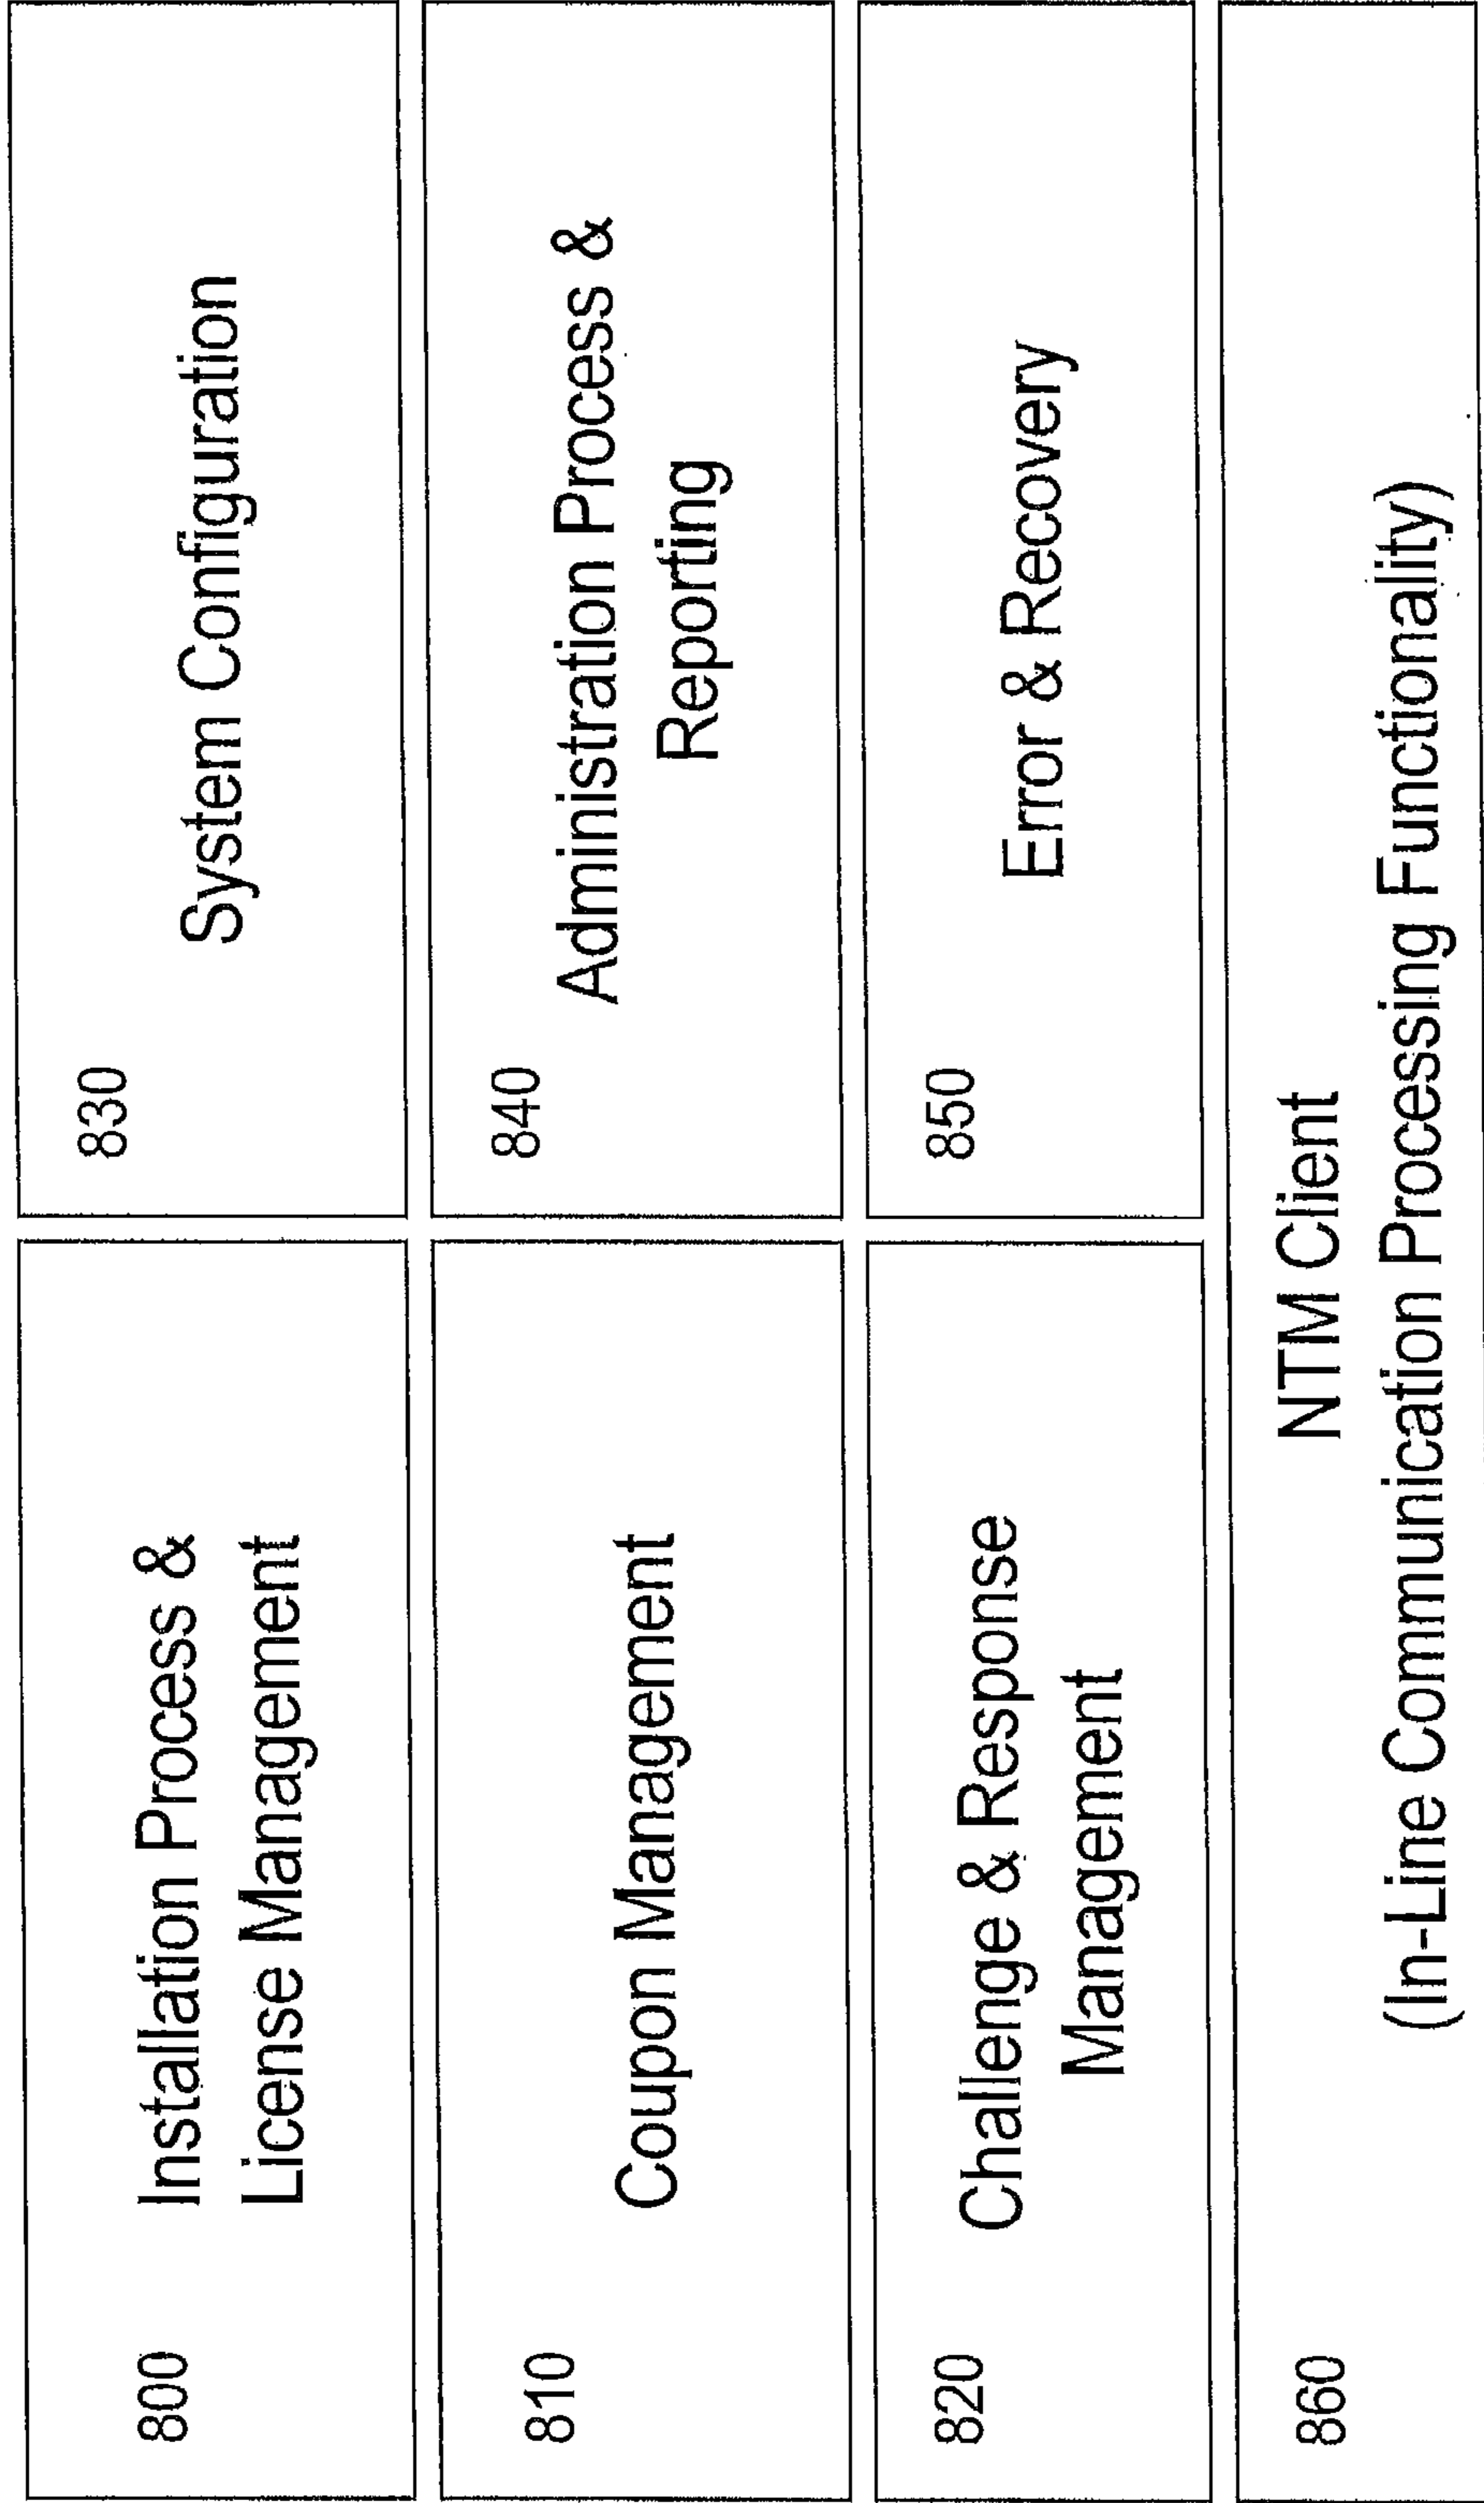 800
Installation Process &
License Management
830
System Configuration
810
Coupon Management
840
Administration Process &
Reporting
820
Challenge & Response
Management
850
Error & Recovery
860
NTM Client
(In-Line Communication Processing Functionality)